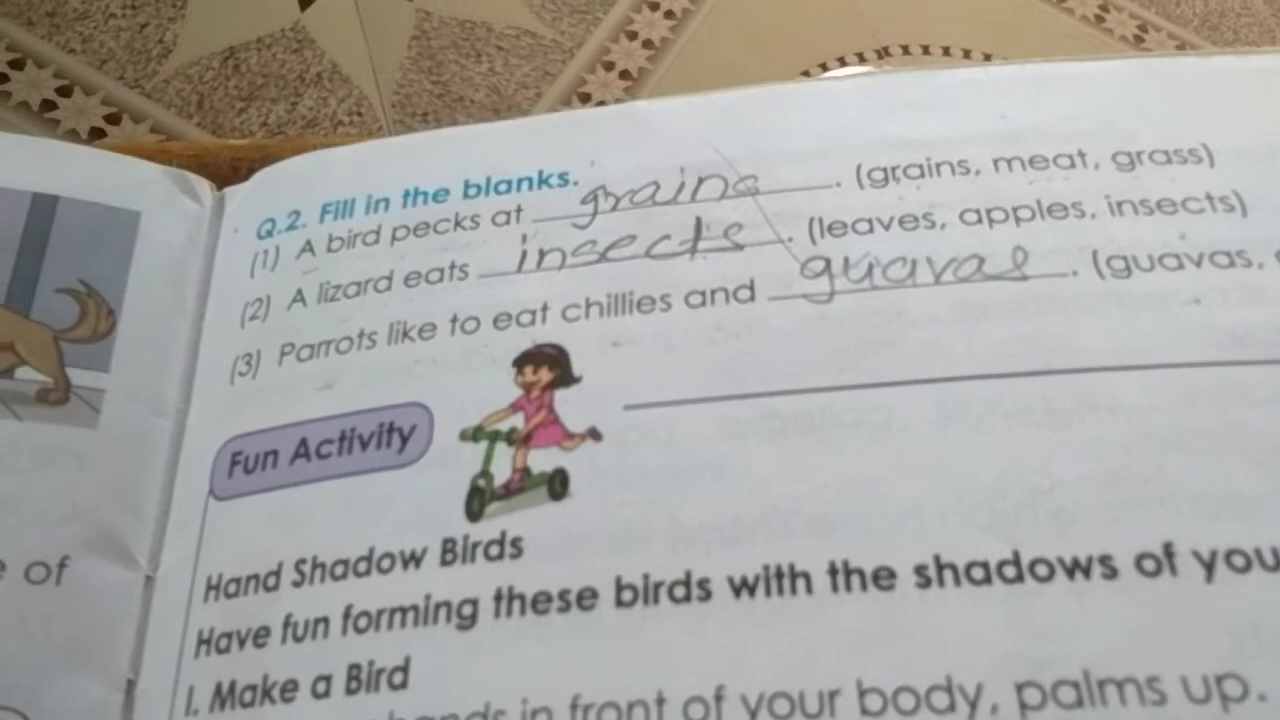 Q.2. Fill in the blanks.
(1) A bird pecks at grains. (grains, meat, grass)
(2) A lizard eats insects. (leaves, apples, insects)
(3) Parrots like to eat chillies and guavas. (guavas,
Fun Activity
Hand Shadow Birds
Have fun forming these birds with the shadows of you
of
I. Make a Bird
in front of your body, palms up.